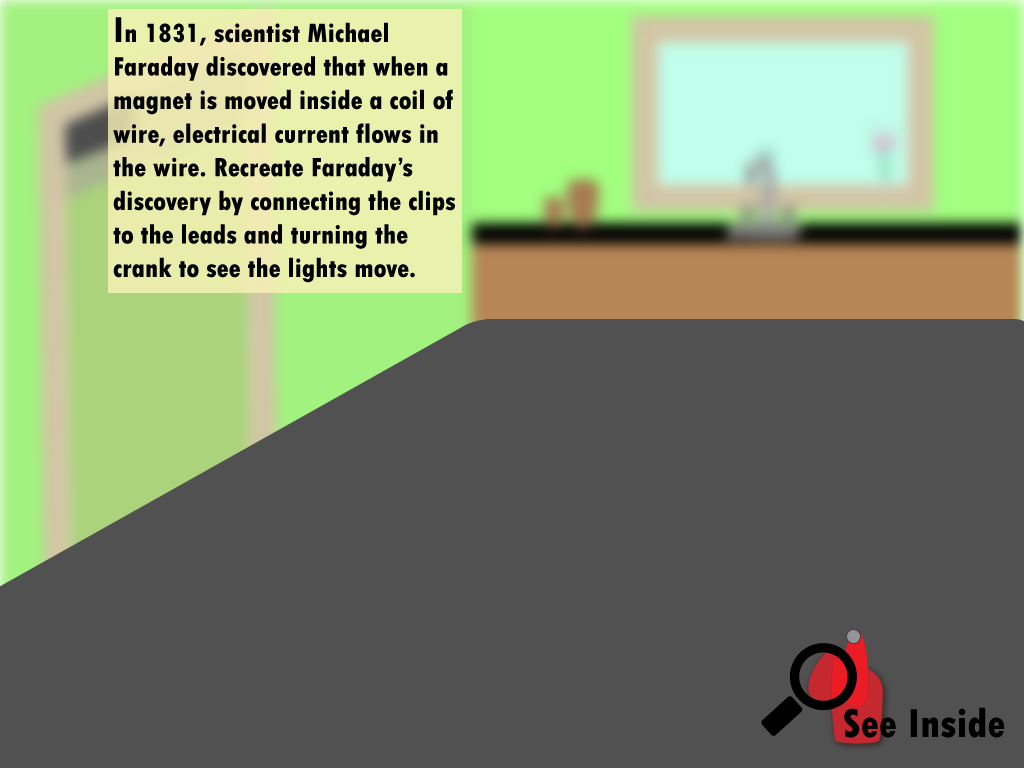 In 1831, scientist Michael
Faraday discovered that when a
magnet is moved inside a coil of
wire, electrical current flows in
the wire. Recreate Faraday’s
discovery by connecting the clips
to the leads and turning the
crank to see the lights move.
See Inside